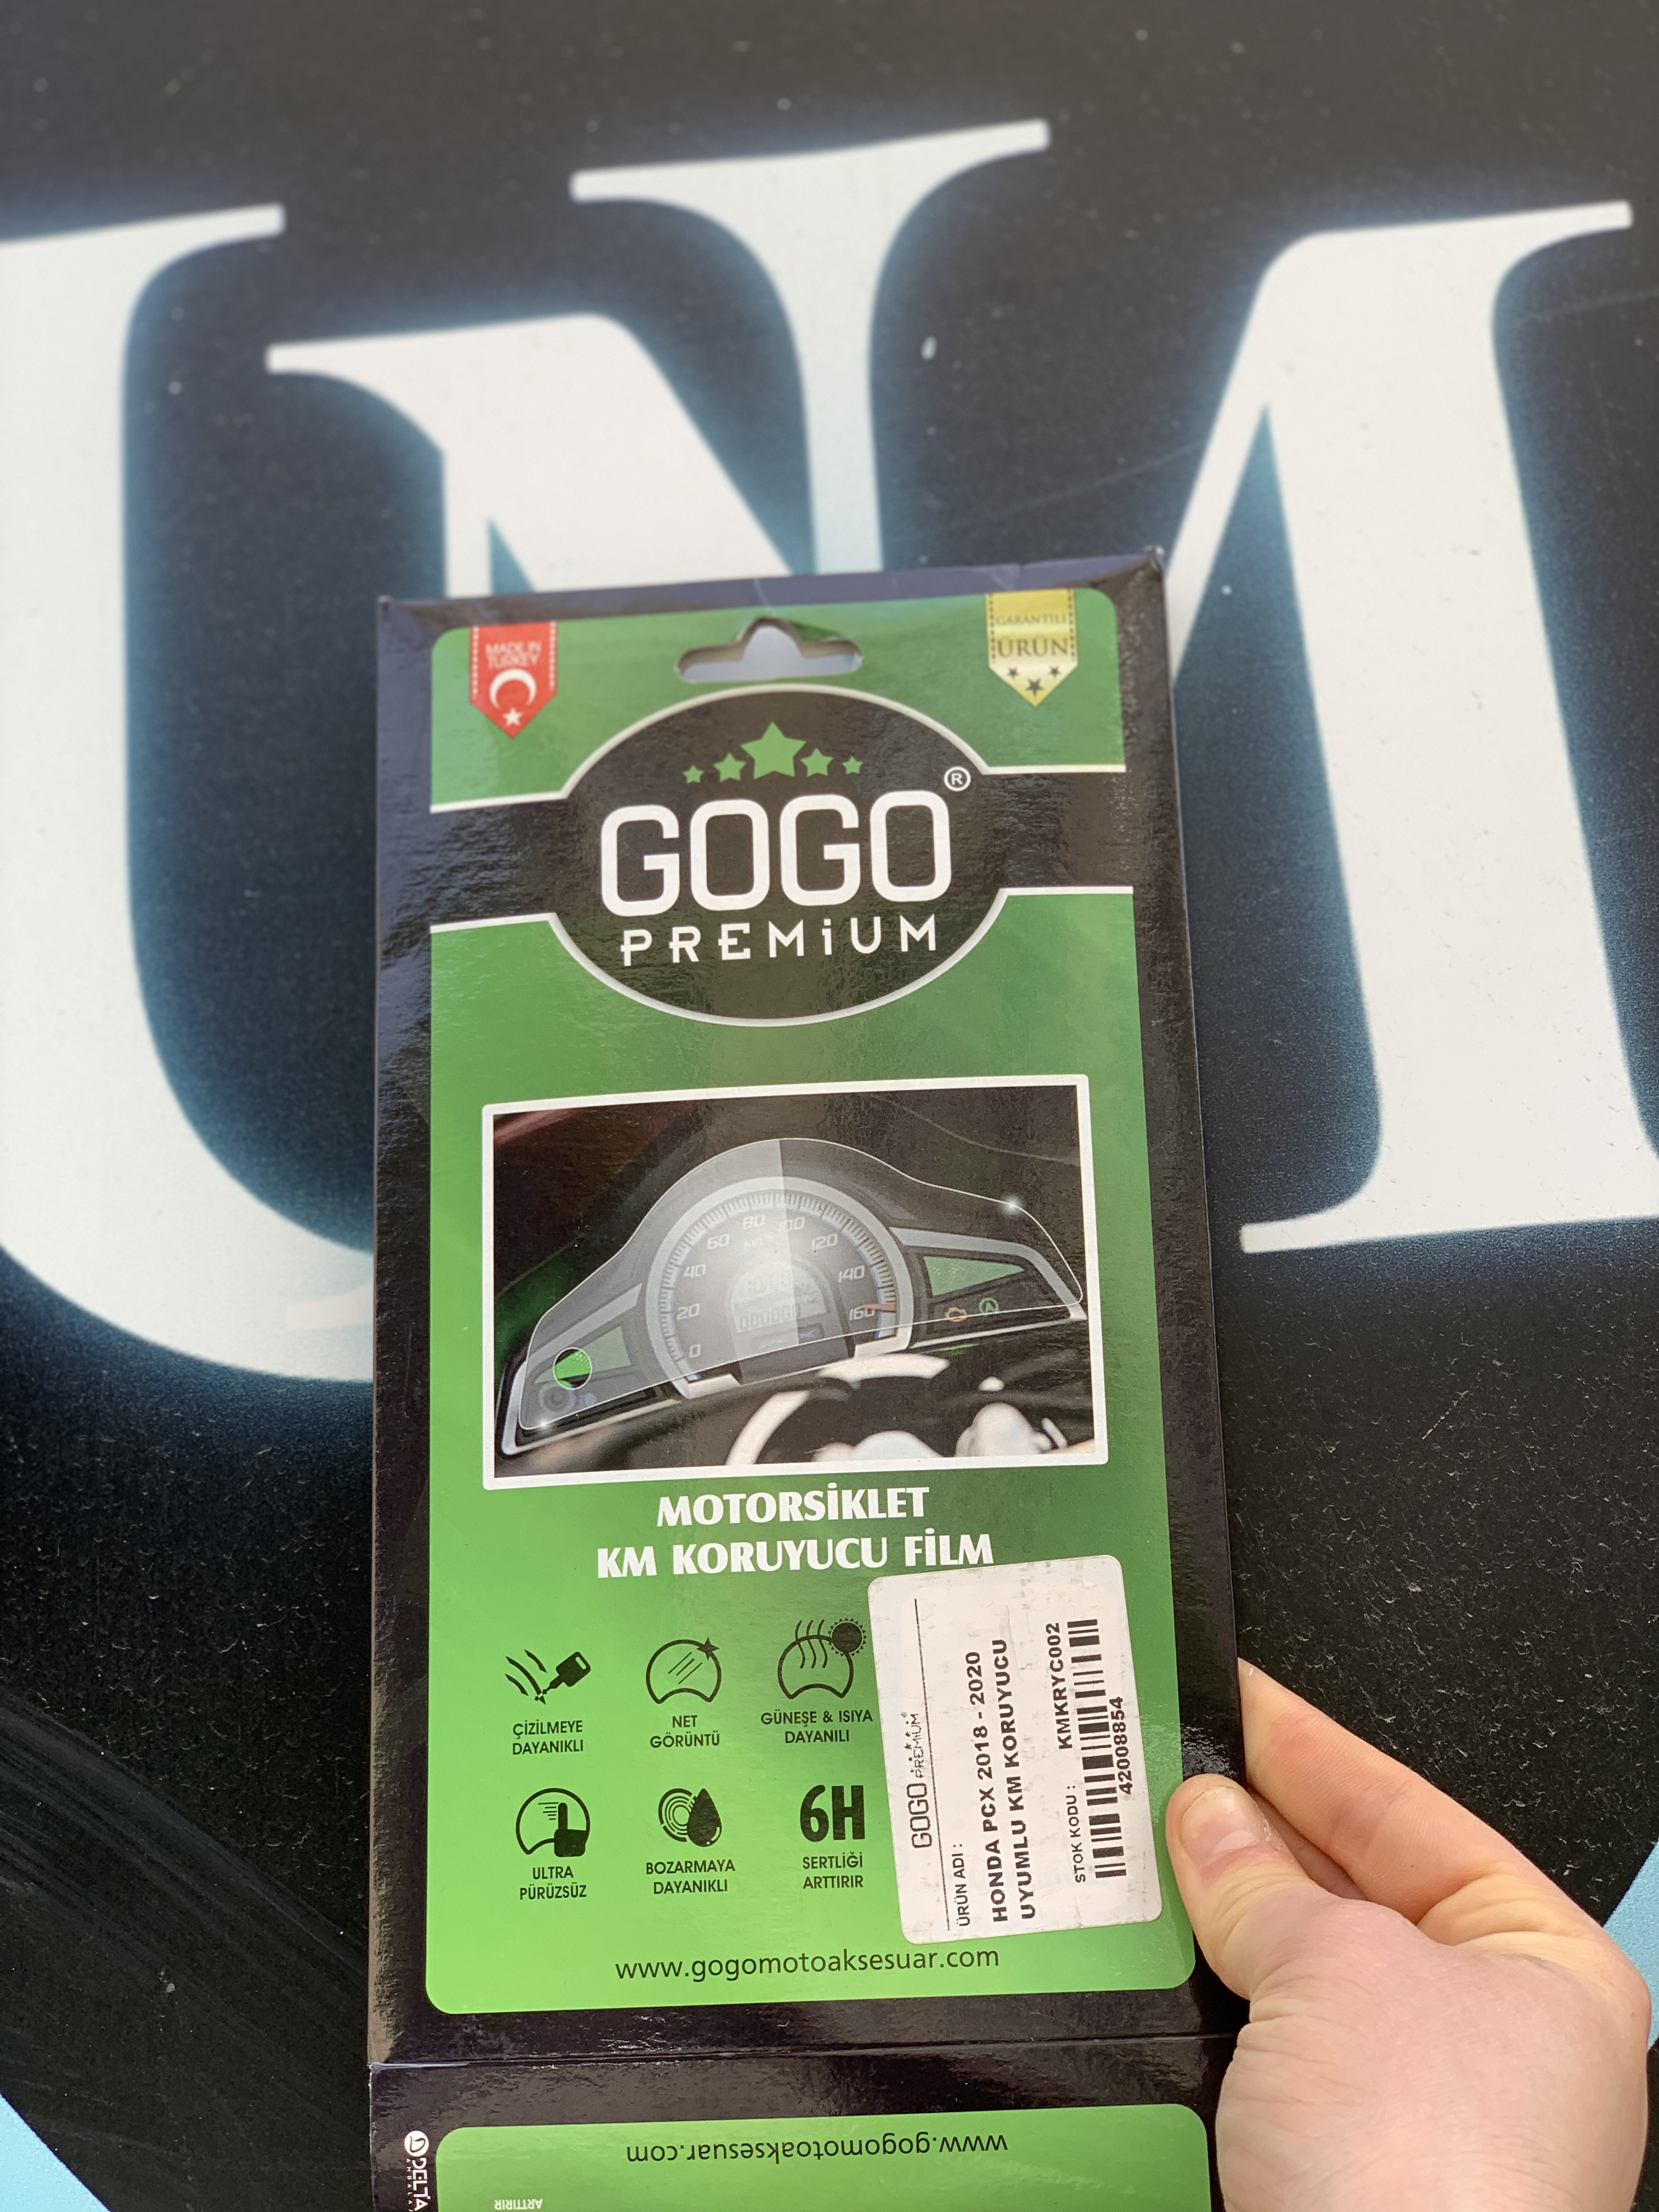 MADE IN
TURKEY
GARANTİLİ
ÜRÜN
GOGO®
PREMiUM
80 100
60 120
40 140
20 160
0
MOTORSİKLET
KM KORUYUCU FİLM
ÇİZİLMEYE
DAYANIKLI
NET
GÖRÜNTÜ
GÜNEŞE & ISIYA
DAYANILI
ULTRA
PÜRÜZSÜZ
BOZARMAYA
DAYANIKLI
6H
SERTLİĞİ
ARTTIRIR
GOGO PREMiUM
ÜRÜN ADI :
HONDA PCX 2018 - 2020
UYUMLU KM KORUYUCU
STOK KODU : KMKRYC002
42008854
www.gogomotoaksesuar.com
DELTA
www.gogomotoaksesuar.com
ARTTIRIR